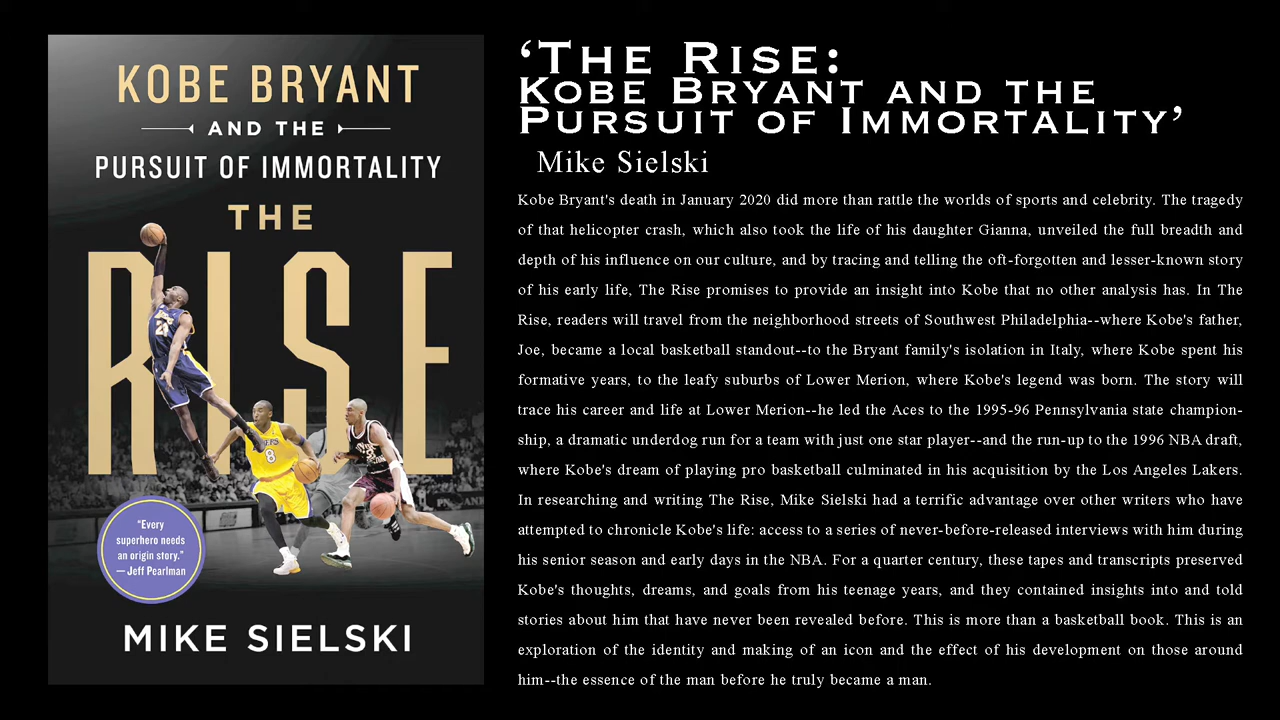 KOBE BRYANT
AND THE
PURSUIT OF IMMORTALITY
THE
RISE
"Every
superhero needs
an origin story."
— Jeff Pearlman
MIKE SIELSKI
‘The Rise:
Kobe Bryant and the
Pursuit of Immortality’
Mike Sielski
Kobe Bryant's death in January 2020 did more than rattle the worlds of sports and celebrity. The tragedy
of that helicopter crash, which also took the life of his daughter Gianna, unveiled the full breadth and
depth of his influence on our culture, and by tracing and telling the oft-forgotten and lesser-known story
of his early life, The Rise promises to provide an insight into Kobe that no other analysis has. In The
Rise, readers will travel from the neighborhood streets of Southwest Philadelphia--where Kobe's father,
Joe, became a local basketball standout--to the Bryant family's isolation in Italy, where Kobe spent his
formative years, to the leafy suburbs of Lower Merion, where Kobe's legend was born. The story will
trace his career and life at Lower Merion--he led the Aces to the 1995-96 Pennsylvania state champion-
ship, a dramatic underdog run for a team with just one star player--and the run-up to the 1996 NBA draft,
where Kobe's dream of playing pro basketball culminated in his acquisition by the Los Angeles Lakers.
In researching and writing The Rise, Mike Sielski had a terrific advantage over other writers who have
attempted to chronicle Kobe's life: access to a series of never-before-released interviews with him during
his senior season and early days in the NBA. For a quarter century, these tapes and transcripts preserved
Kobe's thoughts, dreams, and goals from his teenage years, and they contained insights into and told
stories about him that have never been revealed before. This is more than a basketball book. This is an
exploration of the identity and making of an icon and the effect of his development on those around
him--the essence of the man before he truly became a man.